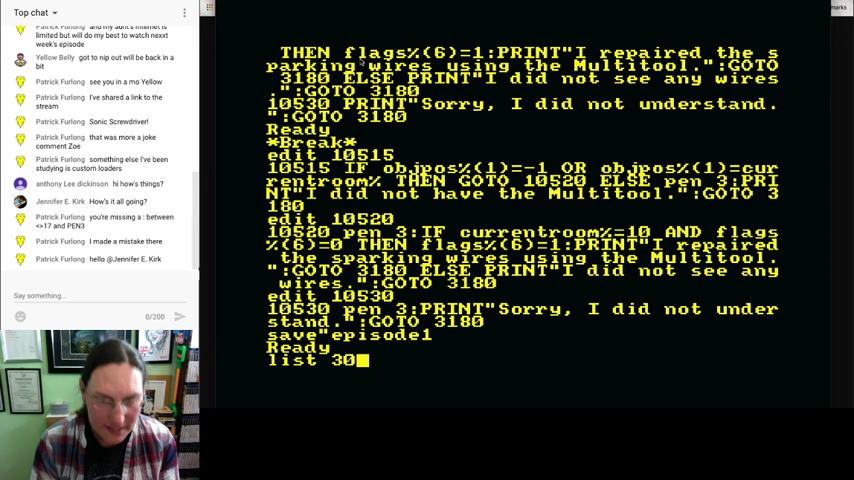 Top chat
Patrick Furlong and my aunt's internet is
limited but will do my best to watch nexxt
week's episode
Yellow Belly got to nip out will be back in a
bit
Patrick Furlong see you in a mo Yellow
Patrick Furlong I've shared a link to the
stream
Patrick Furlong Sonic Screwdriver!
Patrick Furlong that was more a joke
comment Zoe
Patrick Furlong something else I've been
studying is custom loaders
anthony Lee dickinson hi how's things?
Jennifer E. Kirk How's it all going?
Patrick Furlong you're missing a : between
<>17 and PEN3
Patrick Furlong I made a mistake there
Patrick Furlong hello @Jennifer E. Kirk
Say something...
0/200
marks
THEN flags%(6)=1:PRINT"I repaired the s
parking wires using the Multitool.":GOTO
3180 ELSE PRINT"I did not see any wires
.":GOTO 3180
10530 PRINT"Sorry, I did not understand.
":GOTO 3180
Ready
*Break*
edit 10515
10515 IF objpos%(1)=-1 OR objpos%(1)=cur
rentroom% THEN GOTO 10520 ELSE pen 3:PRI
NT"I did not have the Multitool.":GOTO 3
180
edit 10520
10520 pen 3:IF currentroom%=10 AND flags
%(6)=0 THEN flags%(6)=1:PRINT"I repaired
the sparking wires using the Multitool.
":GOTO 3180 ELSE PRINT"I did not see any
wires.":GOTO 3180
edit 10530
10530 pen 3:PRINT"Sorry, I did not under
stand.":GOTO 3180
save"episode1
Ready
list 30